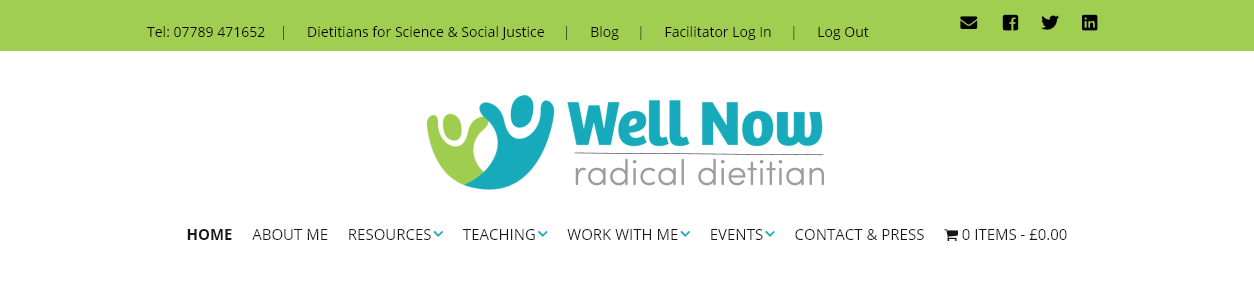 Tel: 07789 471652 | Dietitians for Science & Social Justice | Blog | Facilitator Log In | Log Out
Well Now
radical dietitian
HOME ABOUT ME RESOURCES TEACHING WORK WITH ME EVENTS CONTACT & PRESS 0 ITEMS - £0.00